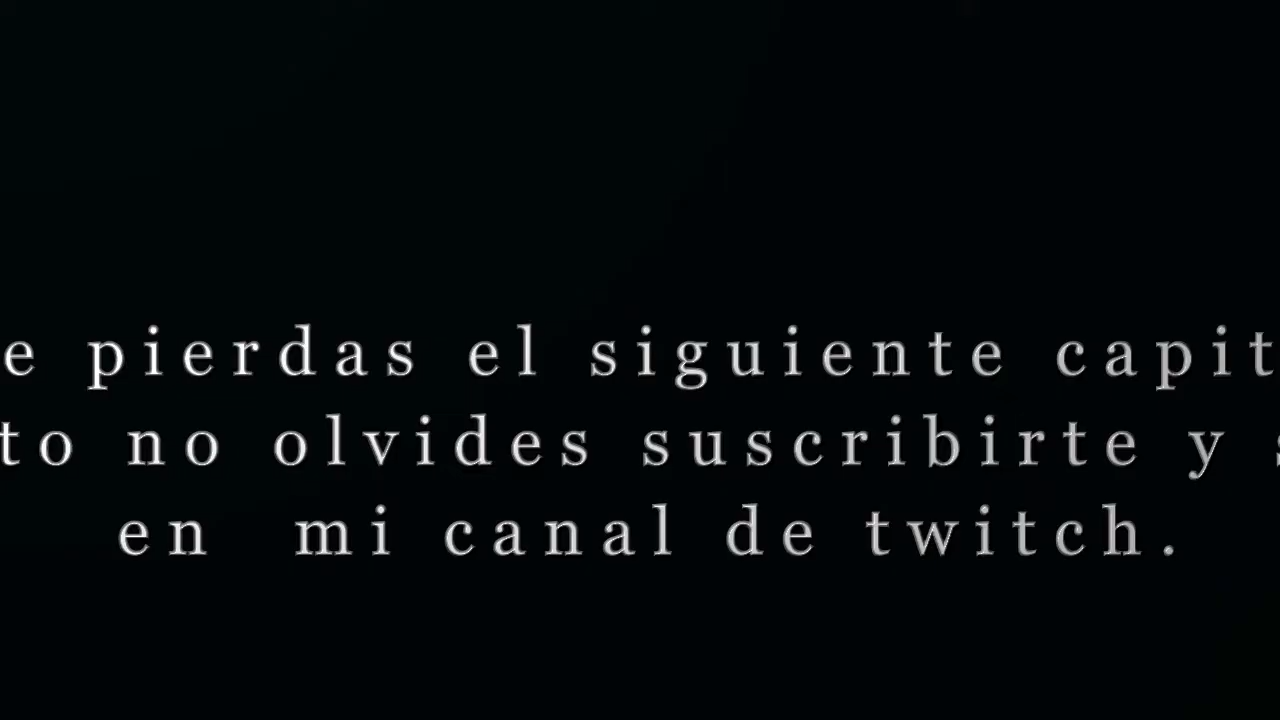 e pierdas el siguiente capit
to no olvides suscribirte y s
en mi canal de twitch.